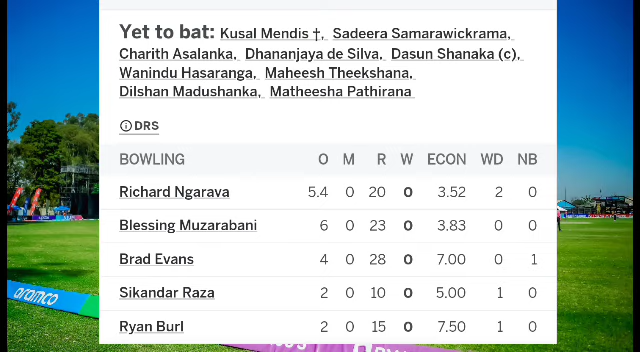 Yet to bat: Kusal Mendis †, Sadeera Samarawickrama,
Charith Asalanka, Dhananjaya de Silva, Dasun Shanaka (c),
Wanindu Hasaranga, Maheesh Theekshana,
Dilshan Madushanka, Matheesha Pathirana
DRS
BOWLING O M R W ECON WD NB
Richard Ngarava 5.4 0 20 0 3.52 2 0
Blessing Muzarabani 6 0 23 0 3.83 0 0
Brad Evans 4 0 28 0 7.00 0 1
Sikandar Raza 2 0 10 0 5.00 1 0
Ryan Burl 2 0 15 0 7.50 1 0
aramco